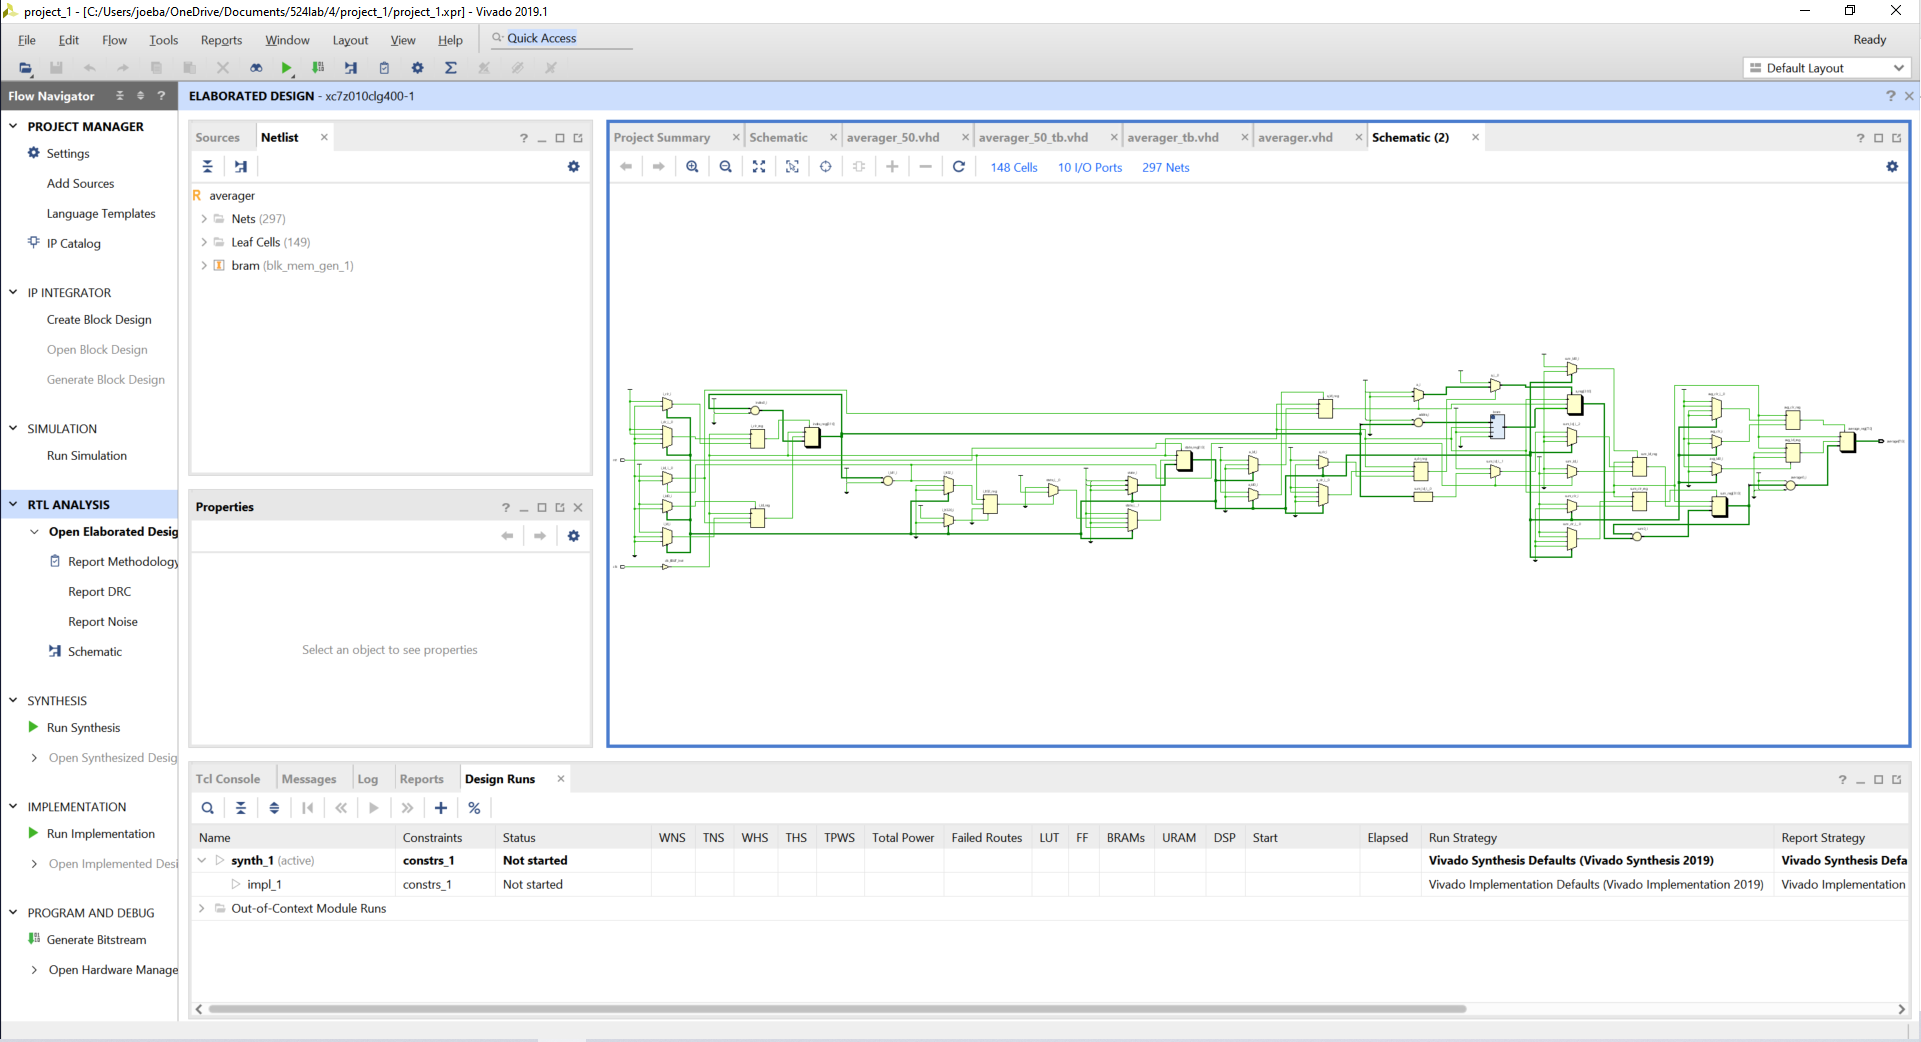 project_1 - [C:/Users/joeba/OneDrive/Documents/524lab/4/project_1/project_1.xpr] - Vivado 2019.1
File Edit Flow Tools Reports Window Layout View Help Quick Access Ready
Default Layout
Flow Navigator ?
ELABORATED DESIGN - xc7z010clg400-1
PROJECT MANAGER
Settings
Add Sources
Language Templates
IP Catalog
IP INTEGRATOR
Create Block Design
Open Block Design
Generate Block Design
SIMULATION
Run Simulation
RTL ANALYSIS
Open Elaborated Desig
Report Methodology
Report DRC
Report Noise
Schematic
SYNTHESIS
Run Synthesis
Open Synthesized Desig
IMPLEMENTATION
Run Implementation
Open Implemented Desi
PROGRAM AND DEBUG
Generate Bitstream
Open Hardware Manage
Sources Netlist
R averager
Nets (297)
Leaf Cells (149)
I bram (blk_mem_gen_1)
Properties
Select an object to see properties
Project Summary Schematic averager_50.vhd averager_50_tb.vhd averager_tb.vhd averager.vhd Schematic (2)
148 Cells 10 I/O Ports 297 Nets
Tcl Console Messages Log Reports Design Runs
Name Constraints Status WNS TNS WHS THS TPWS Total Power Failed Routes LUT FF BRAMs URAM DSP Start Elapsed Run Strategy Report Strategy
synth_1 (active) constrs_1 Not started Vivado Synthesis Defaults (Vivado Synthesis 2019) Vivado Synthesis Defa
impl_1 constrs_1 Not started Vivado Implementation Defaults (Vivado Implementation 2019) Vivado Implementation
Out-of-Context Module Runs